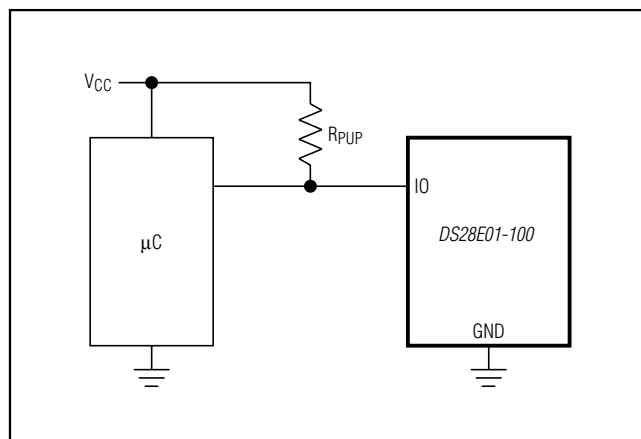 VCC
RPUP
IO
µC
DS28E01-100
GND